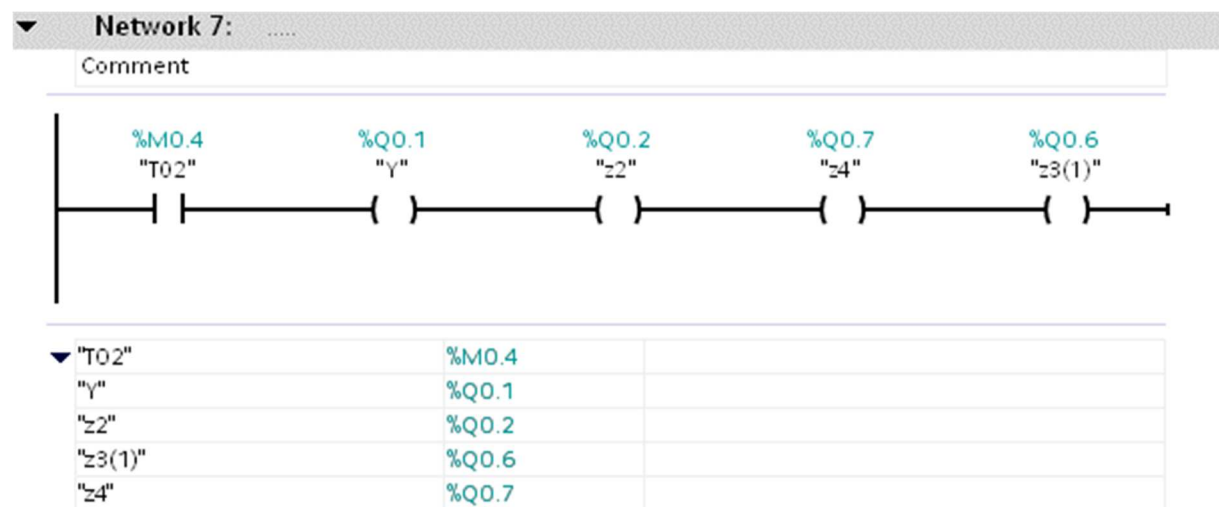 Network 7: .....
Comment
%M0.4 %Q0.1 %Q0.2 %Q0.7 %Q0.6
"T02" "Y" "z2" "z4" "z3(1)"
"T02" %M0.4
"Y" %Q0.1
"z2" %Q0.2
"z3(1)" %Q0.6
"z4" %Q0.7